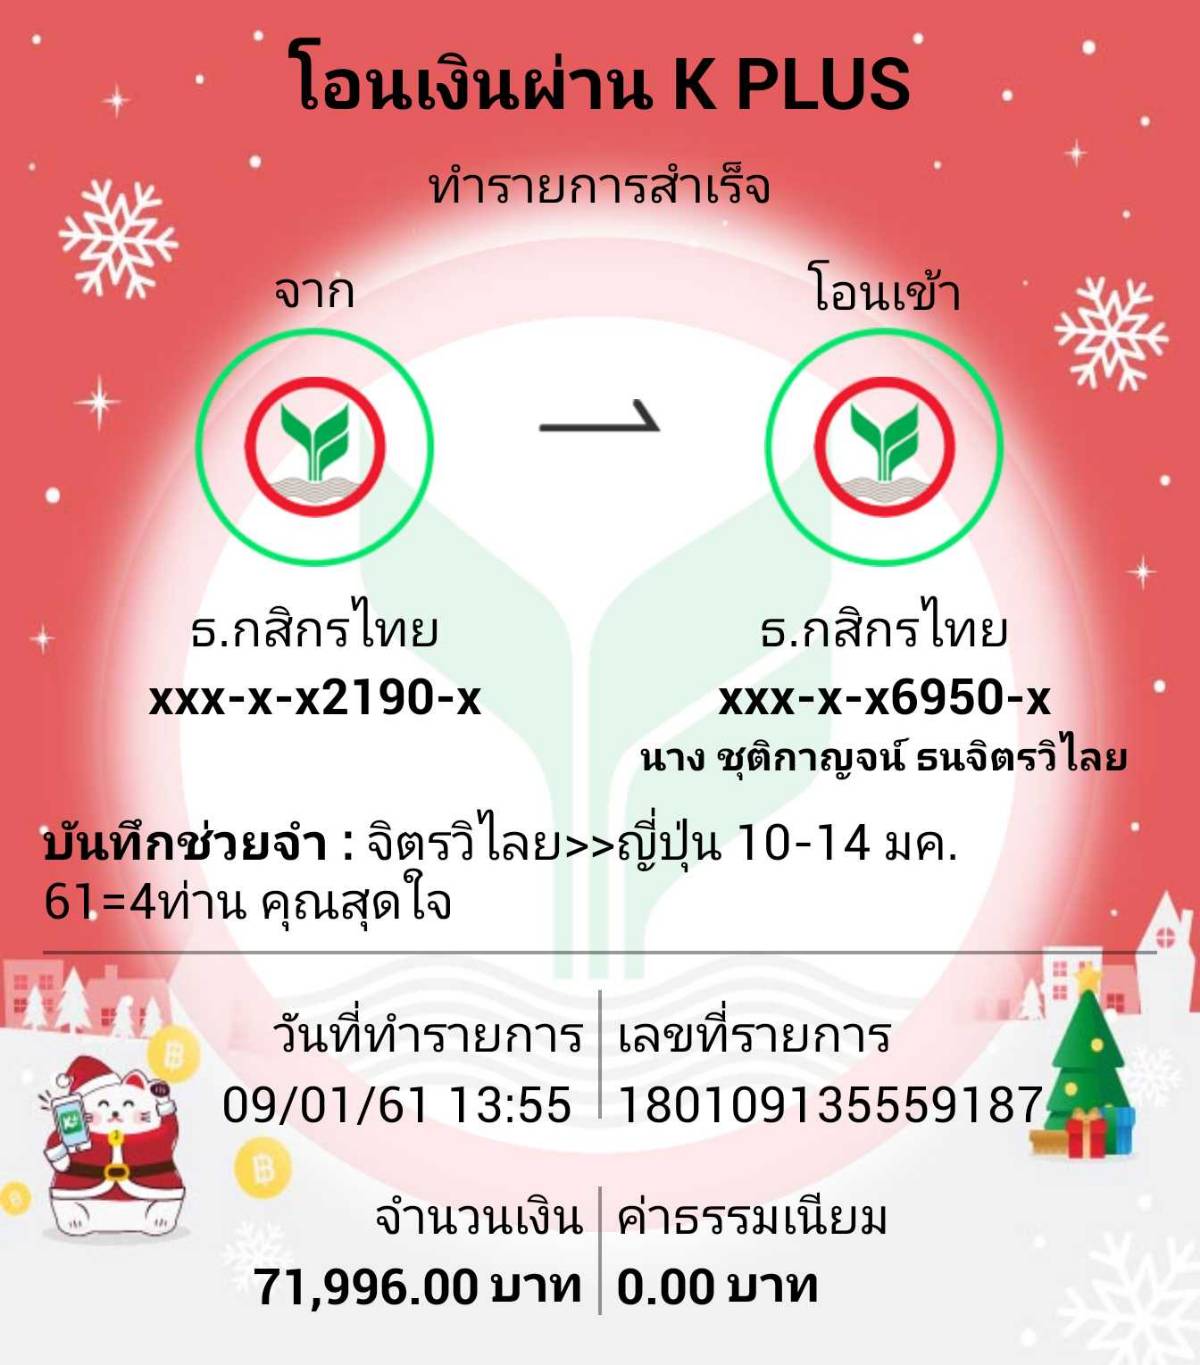 โอนเงินผ่าน K PLUS
ทำรายการสำเร็จ
จาก
โอนเข้า
ธ.กสิกรไทย
xxx-x-x2190-x
ธ.กสิกรไทย
xxx-x-x6950-x
นาง ชุติกาญจน์ ธนจิตรวิไลย
บันทึกช่วยจำ : จิตรวิไลย>>ญี่ปุ่น 10-14 มค.
61=4ท่าน คุณสุดใจ
วันที่ทำรายการ
09/01/61 13:55
เลขที่รายการ
180109135559187
จำนวนเงิน
71,996.00 บาท
ค่าธรรมเนียม
0.00 บาท